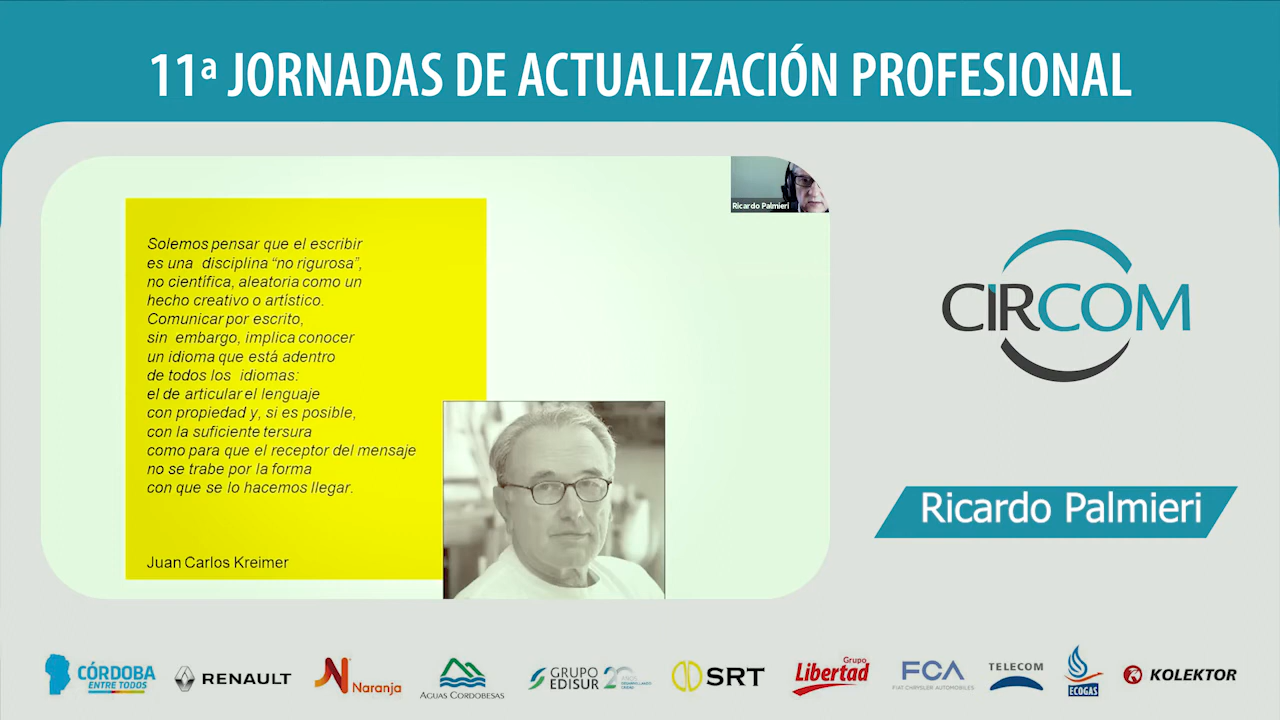 11ª JORNADAS DE ACTUALIZACIÓN PROFESIONAL
Ricardo Palmieri
Solemos pensar que el escribir
es una disciplina “no rigurosa”,
no científica, aleatoria como un
hecho creativo o artístico.
Comunicar por escrito,
sin embargo, implica conocer
un idioma que está adentro
de todos los idiomas:
el de articular el lenguaje
con propiedad y, si es posible,
con la suficiente tersura
como para que el receptor del mensaje
no se trabe por la forma
con que se lo hacemos llegar.
Juan Carlos Kreimer
CIRCOM
Ricardo Palmieri
CÓRDOBA
ENTRE TODOS
RENAULT
N
Naranja
AGUAS CORDOBESAS
GRUPO
EDISUR
20
SRT
Grupo
Libertad
FCA
FIAT CHRYSLER AUTOMOBILES
TELECOM
ECOGAS
KOLEKTOR